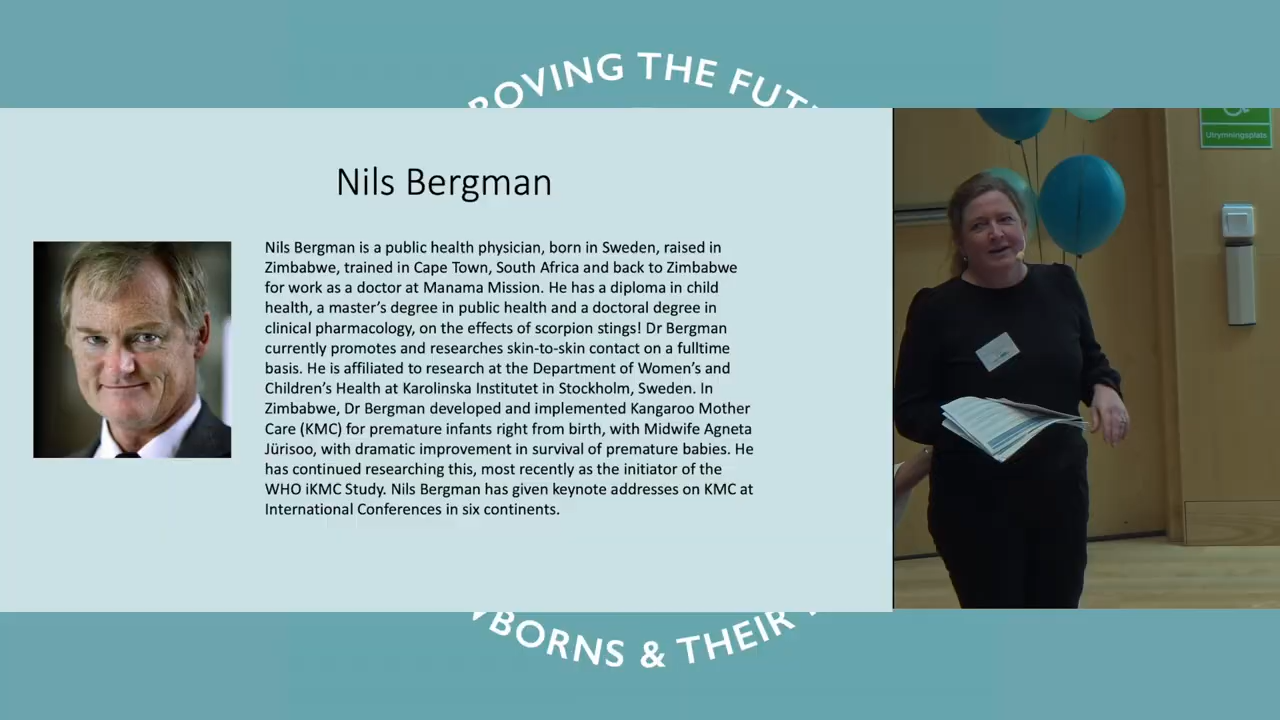 ROVING THE FUT
Nils Bergman
Nils Bergman is a public health physician, born in Sweden, raised in
Zimbabwe, trained in Cape Town, South Africa and back to Zimbabwe
for work as a doctor at Manama Mission. He has a diploma in child
health, a master's degree in public health and a doctoral degree in
clinical pharmacology, on the effects of scorpion stings! Dr Bergman
currently promotes and researches skin-to-skin contact on a fulltime
basis. He is affiliated to research at the Department of Women's and
Children's Health at Karolinska Institutet in Stockholm, Sweden. In
Zimbabwe, Dr Bergman developed and implemented Kangaroo Mother
Care (KMC) for premature infants right from birth, with Midwife Agneta
Jürisoo, with dramatic improvement in survival of premature babies. He
has continued researching this, most recently as the initiator of the
WHO iKMC Study. Nils Bergman has given keynote addresses on KMC at
International Conferences in six continents.
Utrymningsplats
WBORNS & THEIR